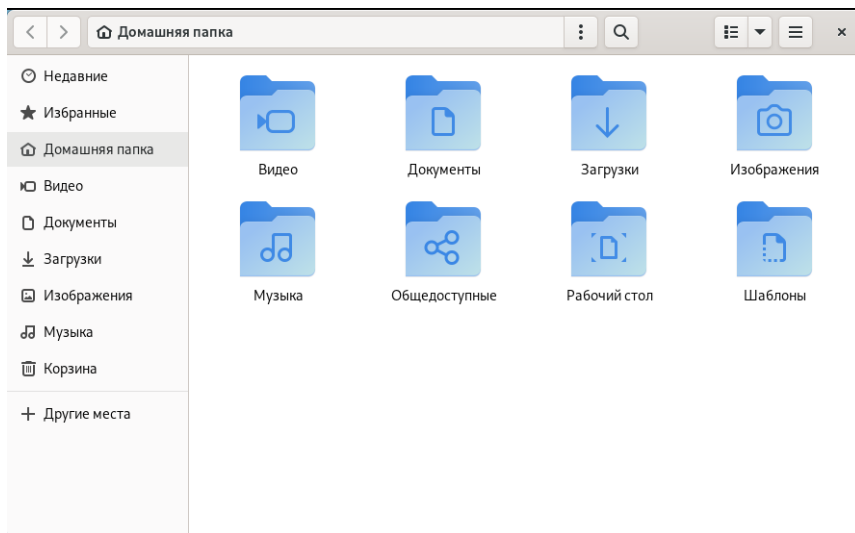 Домашняя папка
Недавние
Избранные
Домашняя папка
Видео
Документы
Загрузки
Изображения
Музыка
Корзина
Другие места
Видео
Документы
Загрузки
Изображения
Музыка
Общедоступные
Рабочий стол
Шаблоны